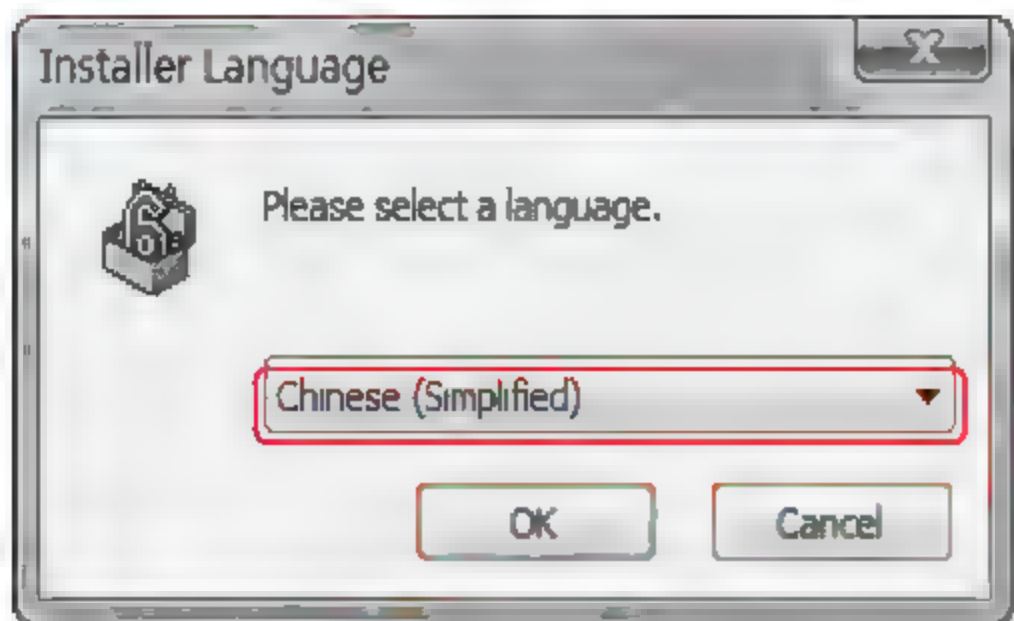 Installer Language
X
Please select a language.
Chinese (Simplified)
OK
Cancel